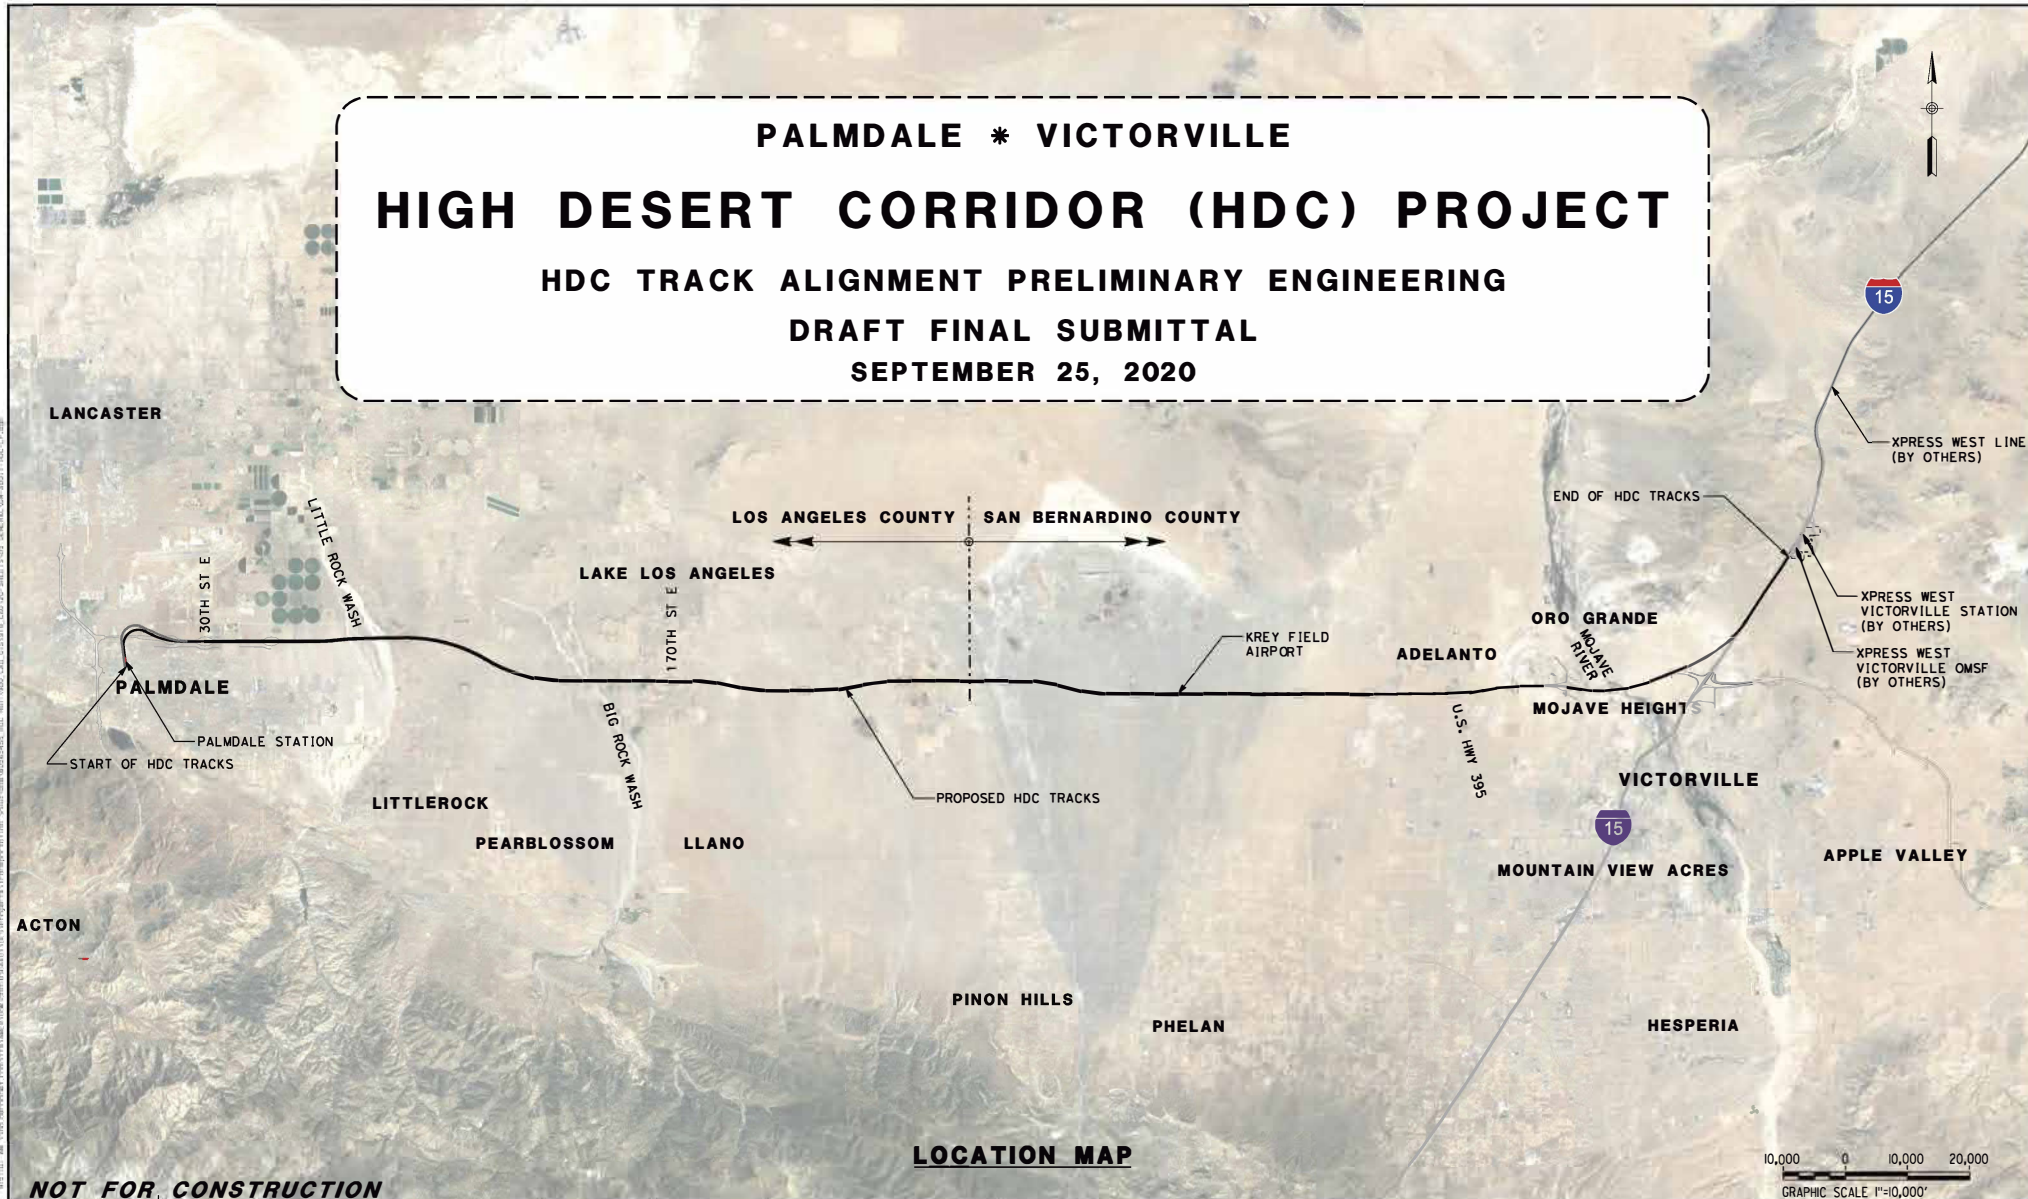 PALMDALE * VICTORVILLE
HIGH DESERT CORRIDOR (HDC) PROJECT
HDC TRACK ALIGNMENT PRELIMINARY ENGINEERING
DRAFT FINAL SUBMITTAL
SEPTEMBER 25, 2020
15
LANCASTER
XPRESS WEST LINE
(BY OTHERS)
END OF HDC TRACKS
LITTLE ROCK WASH
LOS ANGELES COUNTY
SAN BERNARDINO COUNTY
30TH ST E
LAKE LOS ANGELES
170TH ST E
XPRESS WEST
VICTORVILLE STATION
(BY OTHERS)
ORO GRANDE
MOJAVE
RIVER
KREY FIELD
AIRPORT
ADELANTO
XPRESS WEST
VICTORVILLE OMSF
(BY OTHERS)
PALMDALE
MOJAVE HEIGHTS
BIG ROCK WASH
U.S. HWY 395
PALMDALE STATION
START OF HDC TRACKS
VICTORVILLE
PROPOSED HDC TRACKS
LITTLEROCK
15
PEARBLOSSOM
LLANO
APPLE VALLEY
MOUNTAIN VIEW ACRES
ACTON
PINON HILLS
PHELAN
HESPERIA
LOCATION MAP
10,000 0 10,000 20,000
GRAPHIC SCALE 1"=10,000'
NOT FOR CONSTRUCTION